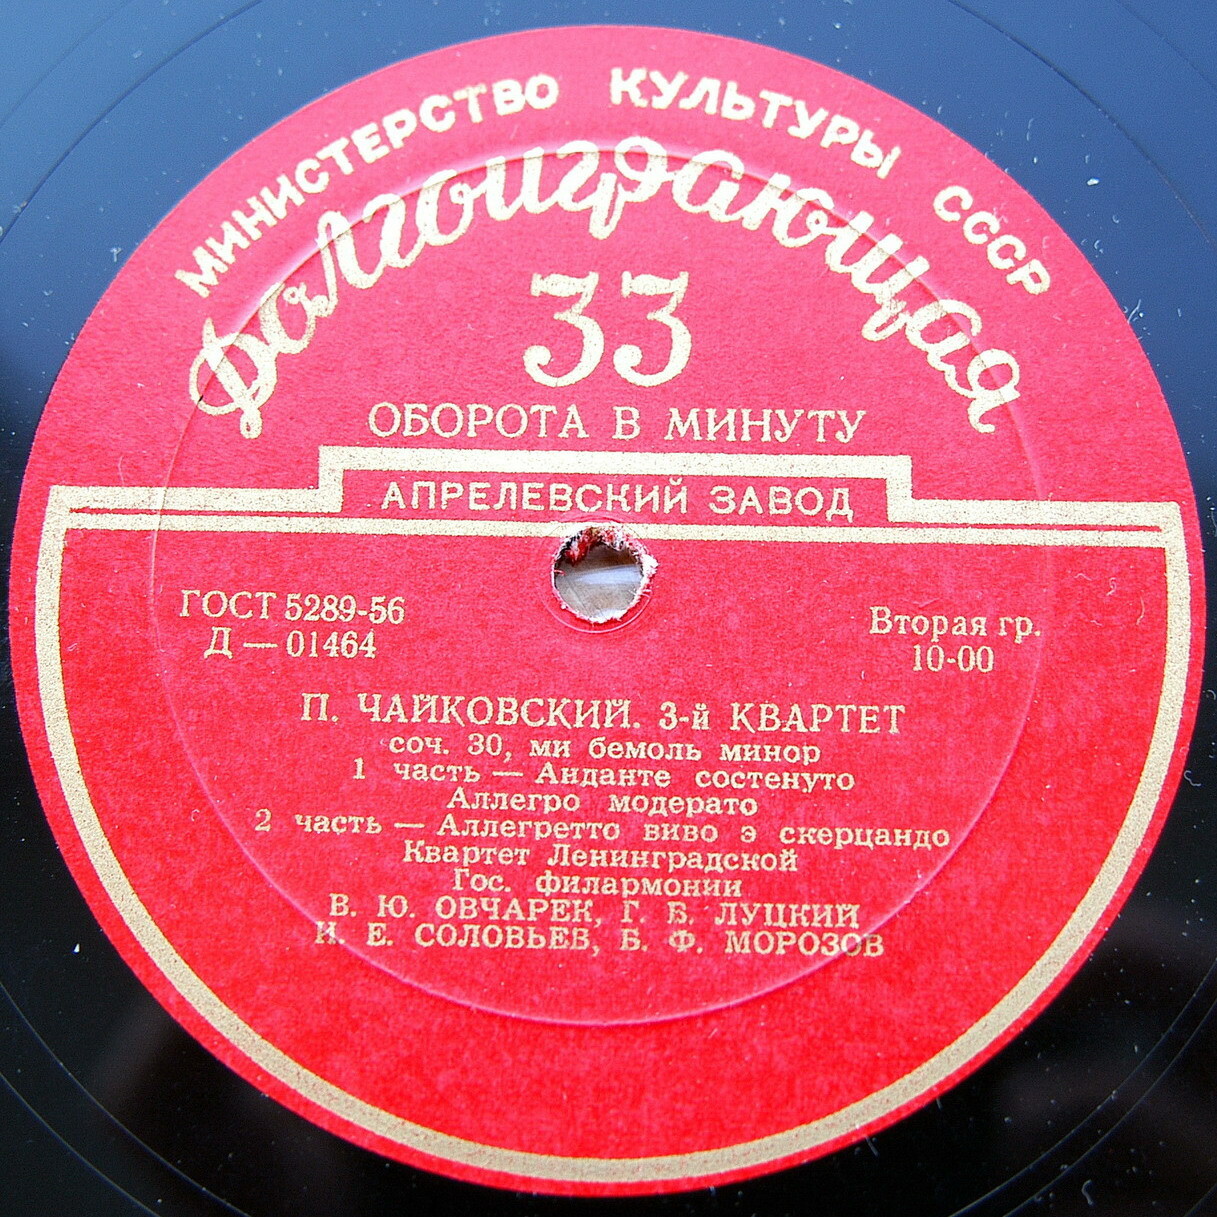 МИНИСТЕРСТВО КУЛЬТУРЫ СССР
Долгоиграющая
33
ОБОРОТА В МИНУТУ
АПРЕЛЕВСКИЙ ЗАВОД
ГОСТ 5289-56
Д — 01464
Вторая гр.
10-00
П. ЧАЙКОВСКИЙ. 3-й КВАРТЕТ
соч. 30, ми бемоль минор
1 часть — Анданте состенуто
Аллегро модерато
2 часть — Аллегретто виво э скерцандо
Квартет Ленинградской
Гос. филармонии
В. Ю. ОВЧАРЕК, Г. В. ЛУЦКИЙ
И. Е. СОЛОВЬЕВ, Б. Ф. МОРОЗОВ